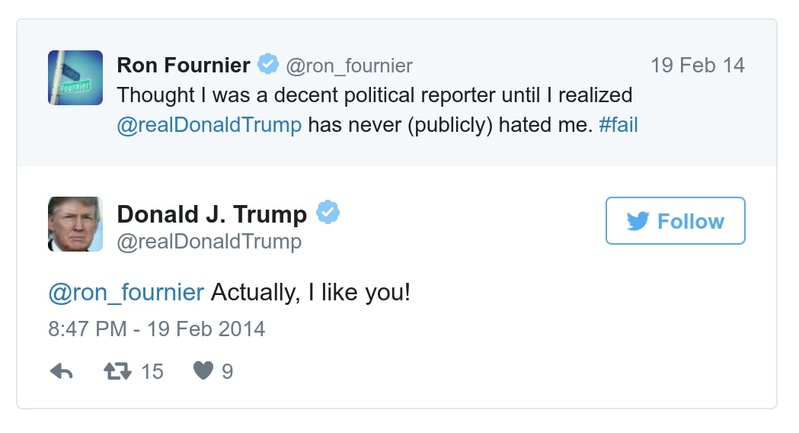 Ron Fournier @ron_fournier 19 Feb 14
Thought I was a decent political reporter until I realized
@realDonaldTrump has never (publicly) hated me. #fail
Donald J. Trump
@realDonaldTrump
Follow
@ron_fournier Actually, I like you!
8:47 PM - 19 Feb 2014
15 9